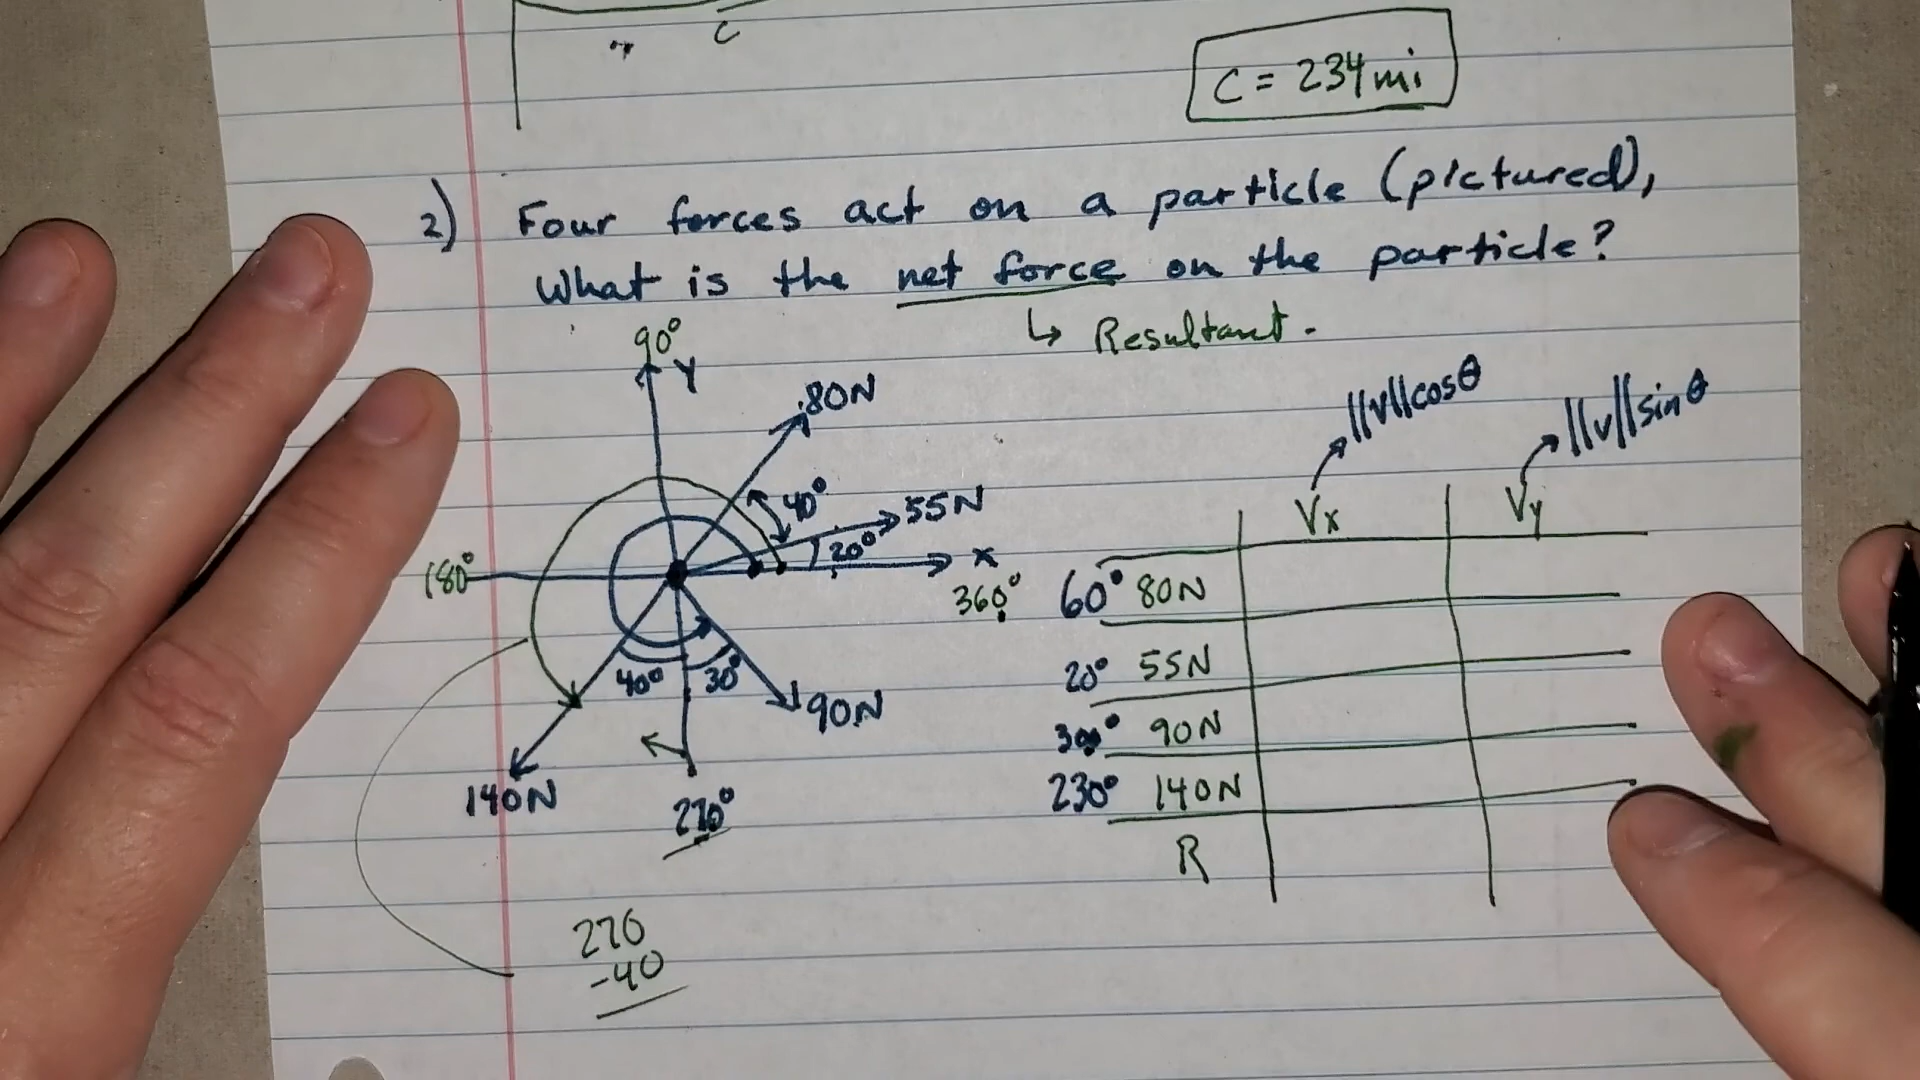 C
C = 234mi
2) Four forces act on a particle (pictured),
What is the net force on the particle?
↳ Resultant.
90°
Y
80N
40°
55N
20°
x
180°
360°
40°
30°
90N
140N
270°
270
-40
||v||cosθ
||v||sinθ
Vx Vy
60° 80N
20° 55N
300° 90N
230° 140N
R